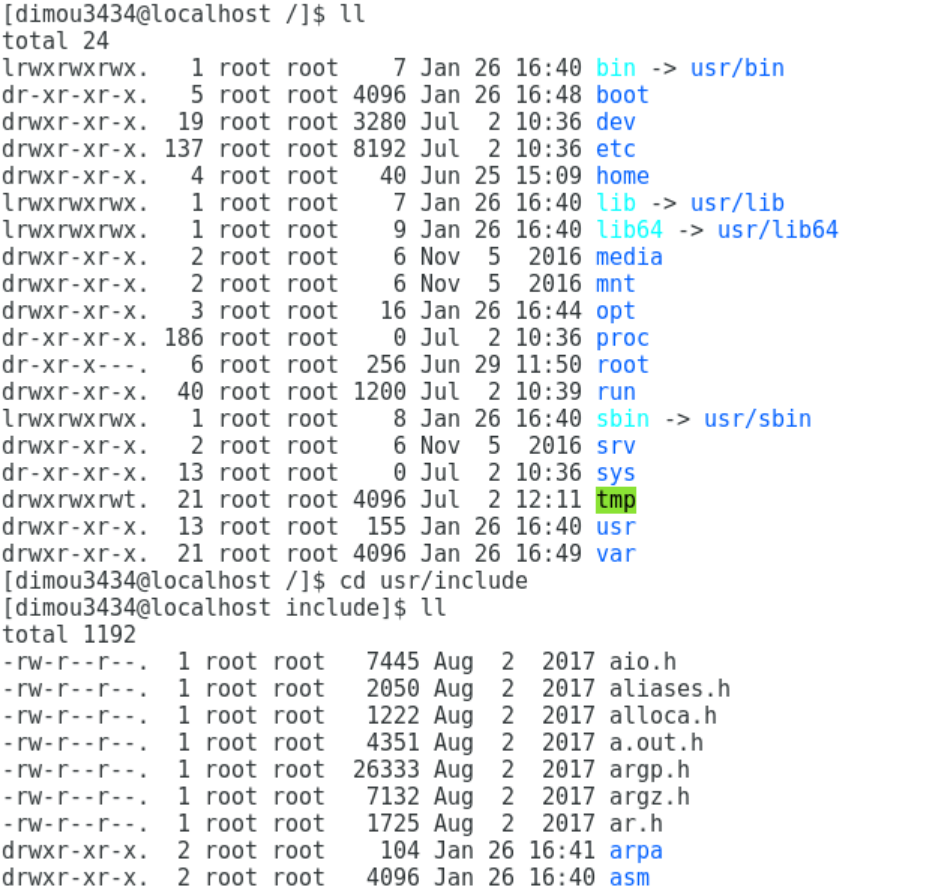 [dimou3434@localhost /]$ ll
total 24
lrwxrwxrwx.   1 root root    7 Jan 26 16:40 bin -> usr/bin
dr-xr-xr-x.   5 root root 4096 Jan 26 16:48 boot
drwxr-xr-x.  19 root root 3280 Jul  2 10:36 dev
drwxr-xr-x. 137 root root 8192 Jul  2 10:36 etc
drwxr-xr-x.   4 root root   40 Jun 25 15:09 home
lrwxrwxrwx.   1 root root    7 Jan 26 16:40 lib -> usr/lib
lrwxrwxrwx.   1 root root    9 Jan 26 16:40 lib64 -> usr/lib64
drwxr-xr-x.   2 root root    6 Nov  5  2016 media
drwxr-xr-x.   2 root root    6 Nov  5  2016 mnt
drwxr-xr-x.   3 root root   16 Jan 26 16:44 opt
dr-xr-xr-x. 186 root root    0 Jul  2 10:36 proc
dr-xr-x---.   6 root root  256 Jun 29 11:50 root
drwxr-xr-x.  40 root root 1200 Jul  2 10:39 run
lrwxrwxrwx.   1 root root    8 Jan 26 16:40 sbin -> usr/sbin
drwxr-xr-x.   2 root root    6 Nov  5  2016 srv
dr-xr-xr-x.  13 root root    0 Jul  2 10:36 sys
drwxrwxrwt.  21 root root 4096 Jul  2 12:11 tmp
drwxr-xr-x.  13 root root  155 Jan 26 16:40 usr
drwxr-xr-x.  21 root root 4096 Jan 26 16:49 var
[dimou3434@localhost /]$ cd usr/include
[dimou3434@localhost include]$ ll
total 1192
-rw-r--r--.  1 root root   7445 Aug  2  2017 aio.h
-rw-r--r--.  1 root root   2050 Aug  2  2017 aliases.h
-rw-r--r--.  1 root root   1222 Aug  2  2017 alloca.h
-rw-r--r--.  1 root root   4351 Aug  2  2017 a.out.h
-rw-r--r--.  1 root root  26333 Aug  2  2017 argp.h
-rw-r--r--.  1 root root   7132 Aug  2  2017 argz.h
-rw-r--r--.  1 root root   1725 Aug  2  2017 ar.h
drwxr-xr-x.  2 root root    104 Jan 26 16:41 arpa
drwxr-xr-x.  2 root root   4096 Jan 26 16:40 asm